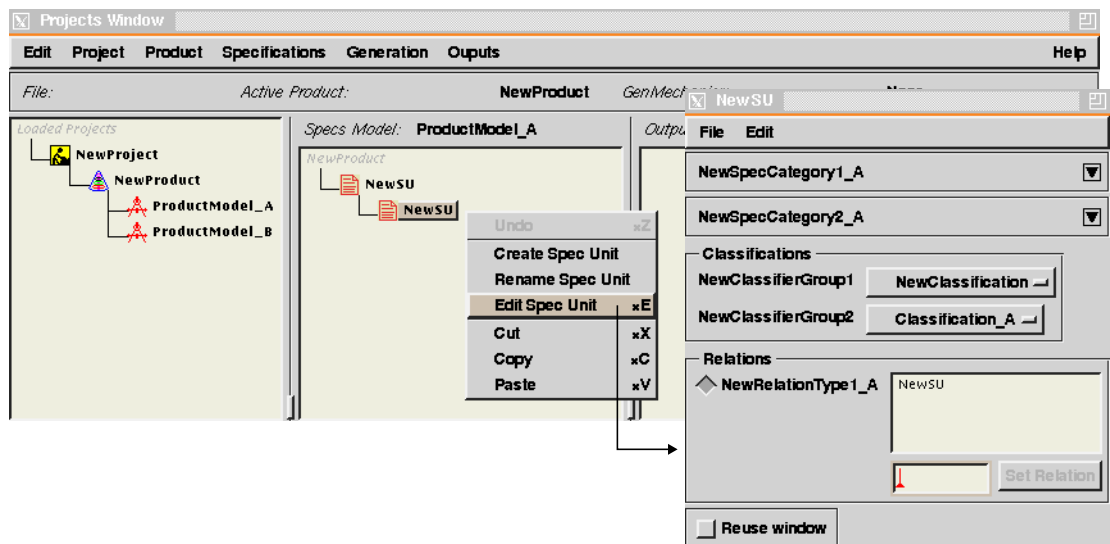 Projects Window
Edit Project Product Specifications Generation Ouputs Help
File: Active Product: NewProduct
Loaded Projects
NewProject
NewProduct
ProductModel_A
ProductModel_B
Specs Model: ProductModel_A
NewProduct
NewSU
NewSU
Undo ×Z
Create Spec Unit
Rename Spec Unit
Edit Spec Unit ×E
Cut ×X
Copy ×C
Paste ×V
NewSU
File Edit
NewSpecCategory1_A
NewSpecCategory2_A
Classifications
NewClassifierGroup1 NewClassification
NewClassifierGroup2 Classification_A
Relations
NewRelationType1_A NewSU
Set Relation
Reuse window